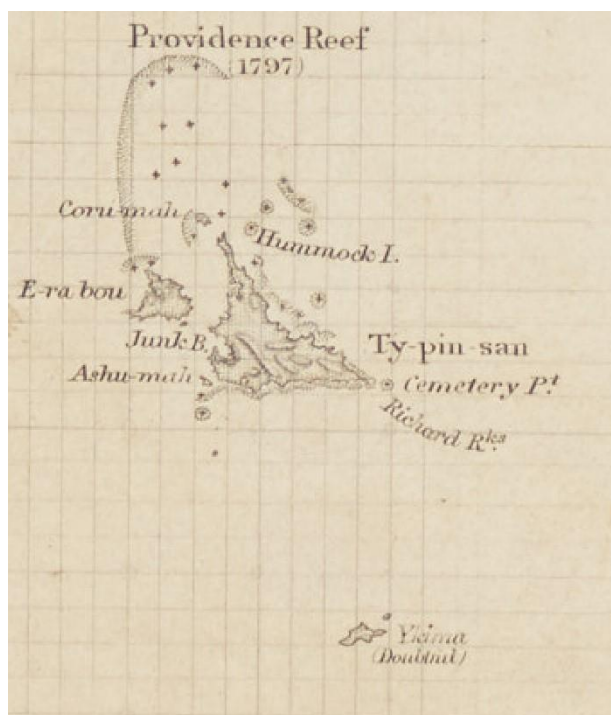 Providence Reef
(1797)
Coru-mah
Hummock I.
E-ra bou
Junk B.
Ty-pin-san
Ashu-mah
Cemetery Pt.
Richard Rks.
Ykima
(Doubtful)